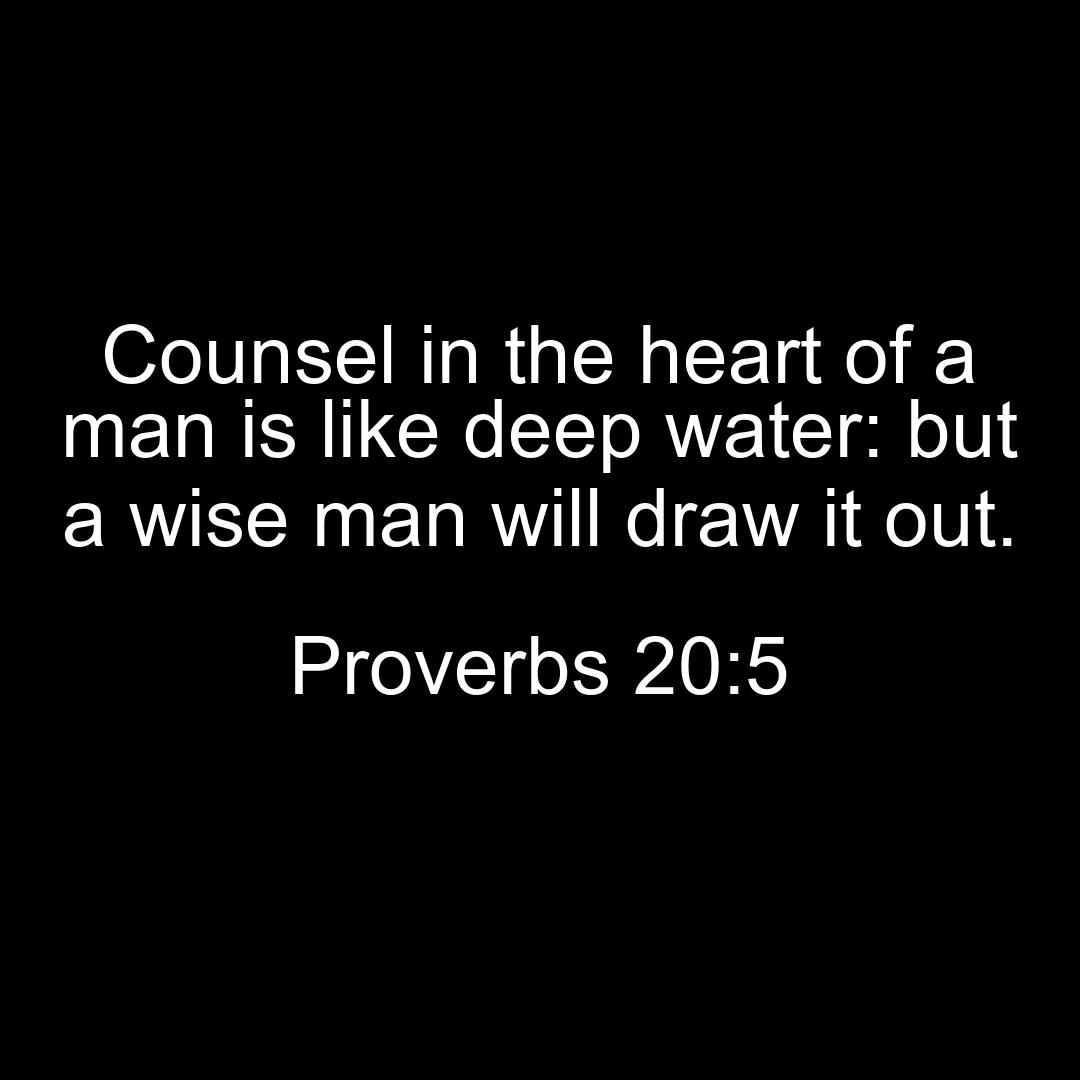 Counsel in the heart of a
man is like deep water: but
a wise man will draw it out.
Proverbs 20:5